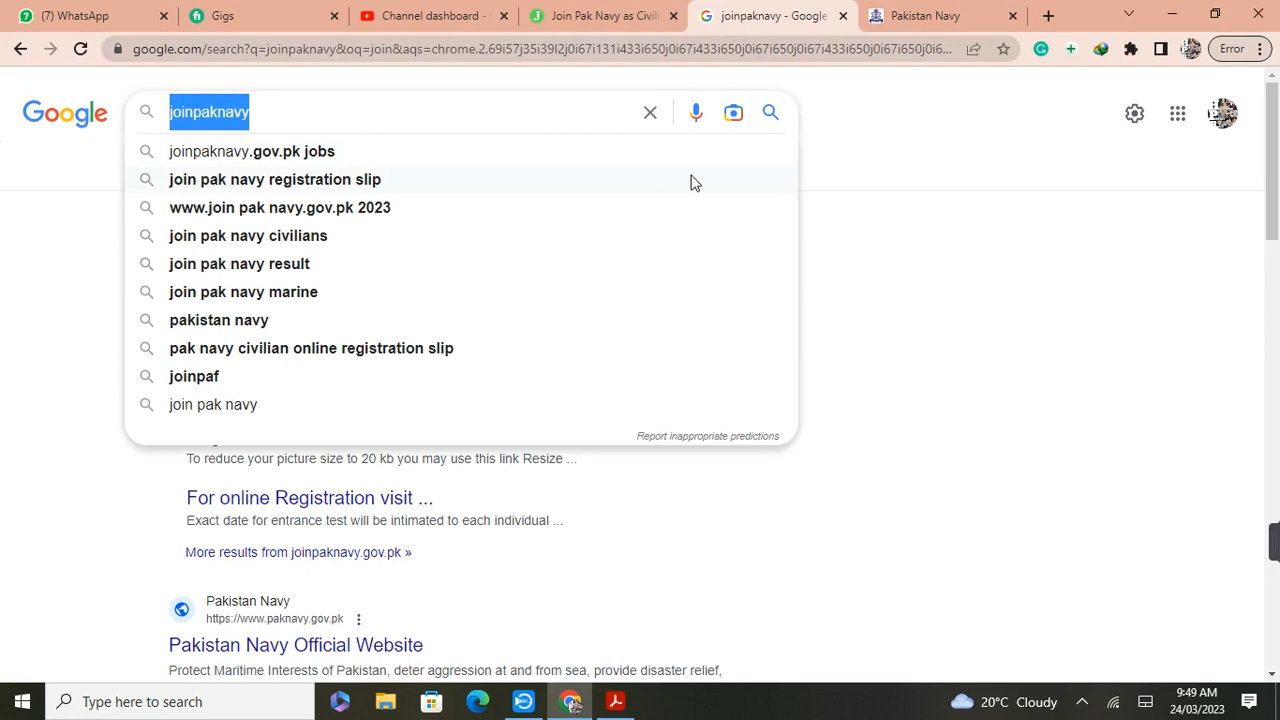 (7) WhatsApp
Gigs
Channel dashboard -
Join Pak Navy as Civili
joinpaknavy - Google
Pakistan Navy
google.com/search?q=joinpaknavy&oq=join&aqs=chrome.2.69i57j35i39l2j0i67i131i433i650j0i67i650j0i67i433i650j0i67i433i650j0i67i650j0i67i650j0i6...
Error
Google
joinpaknavy
joinpaknavy.gov.pk jobs
join pak navy registration slip
www.join pak navy.gov.pk 2023
join pak navy civilians
join pak navy result
join pak navy marine
pakistan navy
pak navy civilian online registration slip
joinpaf
join pak navy
Report inappropriate predictions
To reduce your picture size to 20 kb you may use this link Resize ...
For online Registration visit ...
Exact date for entrance test will be intimated to each individual ...
More results from joinpaknavy.gov.pk »
Pakistan Navy
https://www.paknavy.gov.pk
Pakistan Navy Official Website
Protect Maritime Interests of Pakistan, deter aggression at and from sea, provide disaster relief,
Type here to search
20°C Cloudy
9:49 AM
24/03/2023